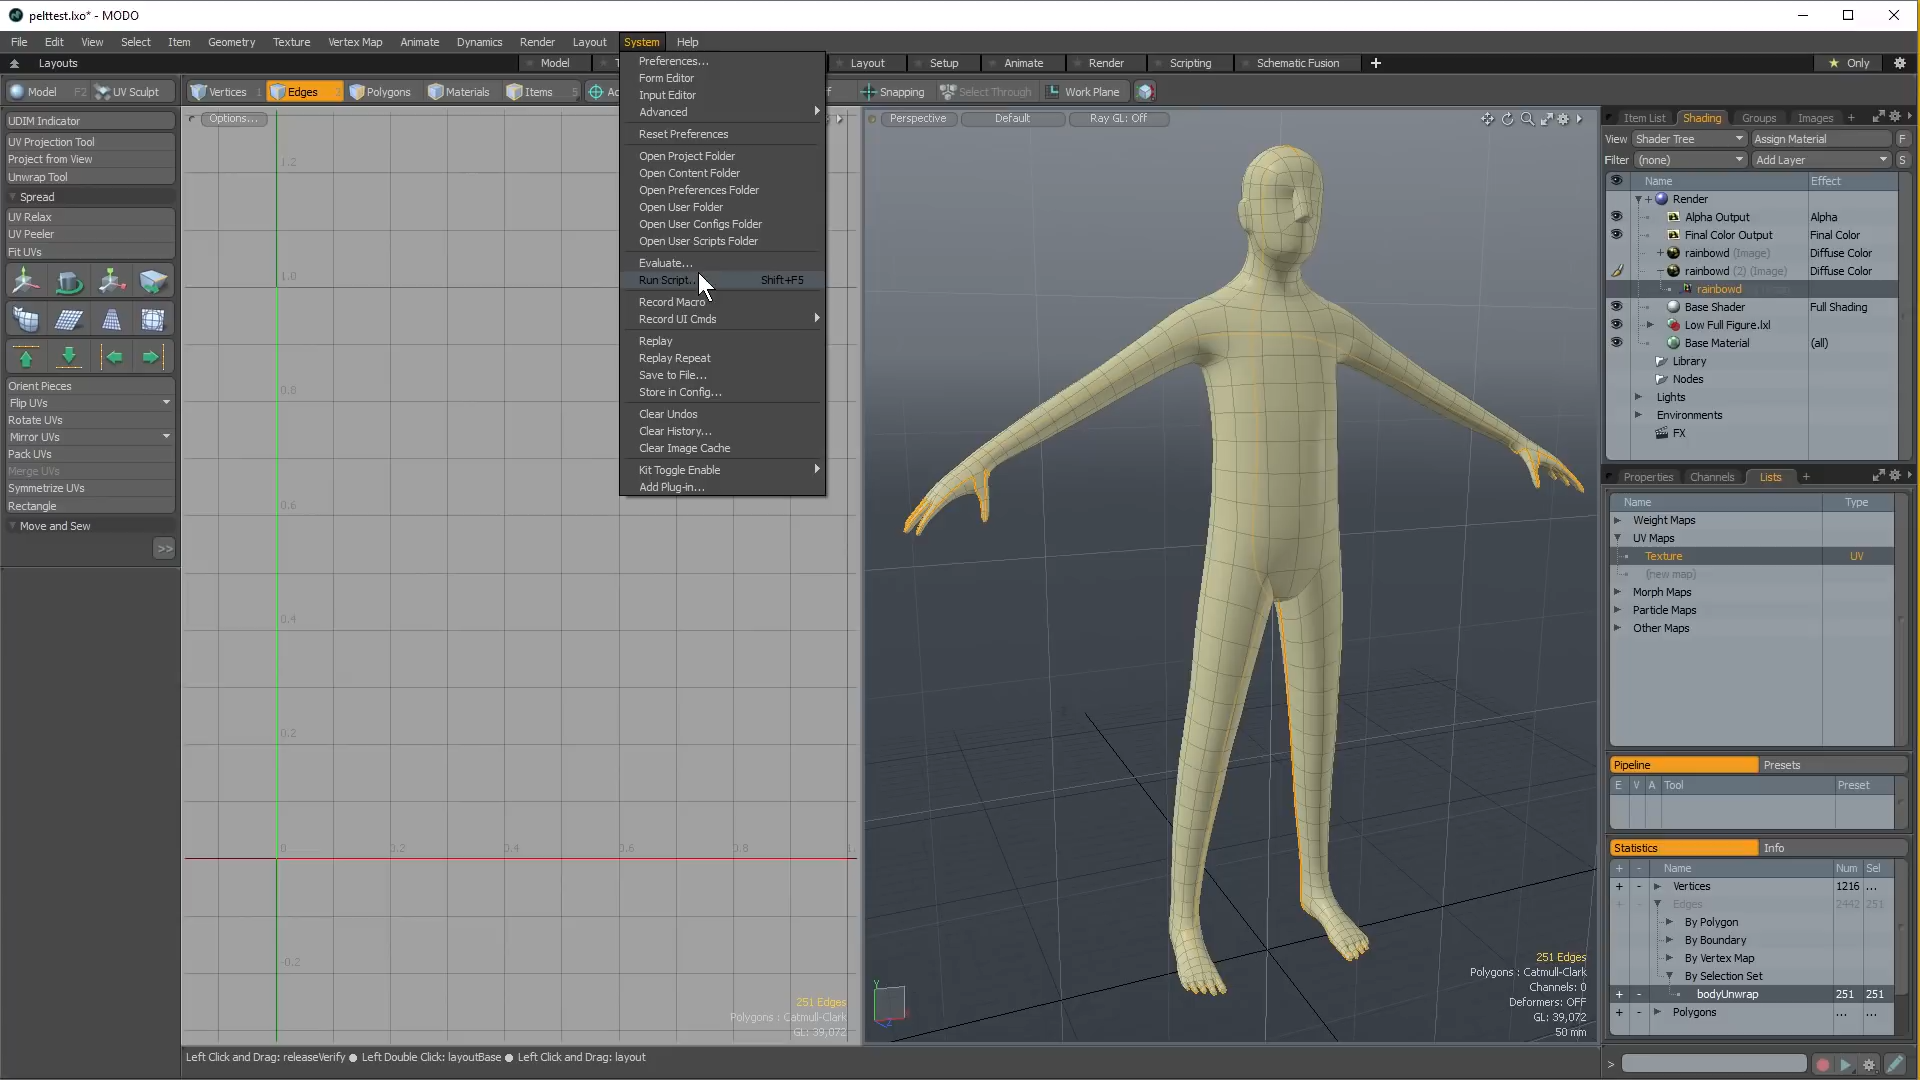 pelttest.lxo* - MODO
File Edit View Select Item Geometry Texture Vertex Map Animate Dynamics Render Layout System Help
Layouts Model Layout Setup Animate Render Scripting Schematic Fusion + Only
Model F2 UV Sculpt Vertices 1 Edges Polygons Materials Items 5 Snapping Select Through Work Plane
UDIM Indicator
UV Projection Tool
Project from View
Unwrap Tool
Spread
UV Relax
UV Peeler
Fit UVs
Orient Pieces
Flip UVs
Rotate UVs
Mirror UVs
Pack UVs
Merge UVs
Symmetrize UVs
Rectangle
Move and Sew
>>
Options...
1.2
1.0
0.8
0.6
0.4
0.2
0 0.2 0.4 0.6 0.8 1.
-0.2
251 Edges
Polygons : Catmull-Clark
GL: 39,072
Preferences...
Form Editor
Input Editor
Advanced
Reset Preferences
Open Project Folder
Open Content Folder
Open Preferences Folder
Open User Folder
Open User Configs Folder
Open User Scripts Folder
Evaluate...
Run Script... Shift+F5
Record Macro
Record UI Cmds
Replay
Replay Repeat
Save to File...
Store in Config...
Clear Undos
Clear History...
Clear Image Cache
Kit Toggle Enable
Add Plug-in...
Perspective Default Ray GL: Off
251 Edges
Polygons : Catmull-Clark
Channels: 0
Deformers: OFF
GL: 39,072
50 mm
Y
Z
Item List Shading Groups Images +
View Shader Tree Assign Material F
Filter (none) Add Layer S
Name Effect
Render
Alpha Output Alpha
Final Color Output Final Color
rainbowd (Image) Diffuse Color
rainbowd (2) (Image) Diffuse Color
rainbowd
Base Shader Full Shading
Low Full Figure.lxl
Base Material (all)
Library
Nodes
Lights
Environments
FX
Properties Channels Lists +
Name Type
Weight Maps
UV Maps
Texture UV
(new map)
Morph Maps
Particle Maps
Other Maps
Pipeline Presets
E V A Tool Preset
Statistics Info
+ - Name Num Sel
+ - Vertices 1216 ...
+ - Edges 2442 251
By Polygon
By Boundary
By Vertex Map
By Selection Set
+ - bodyUnwrap 251 251
+ - Polygons ... ...
Left Click and Drag: releaseVerify ● Left Double Click: layoutBase ● Left Click and Drag: layout
>